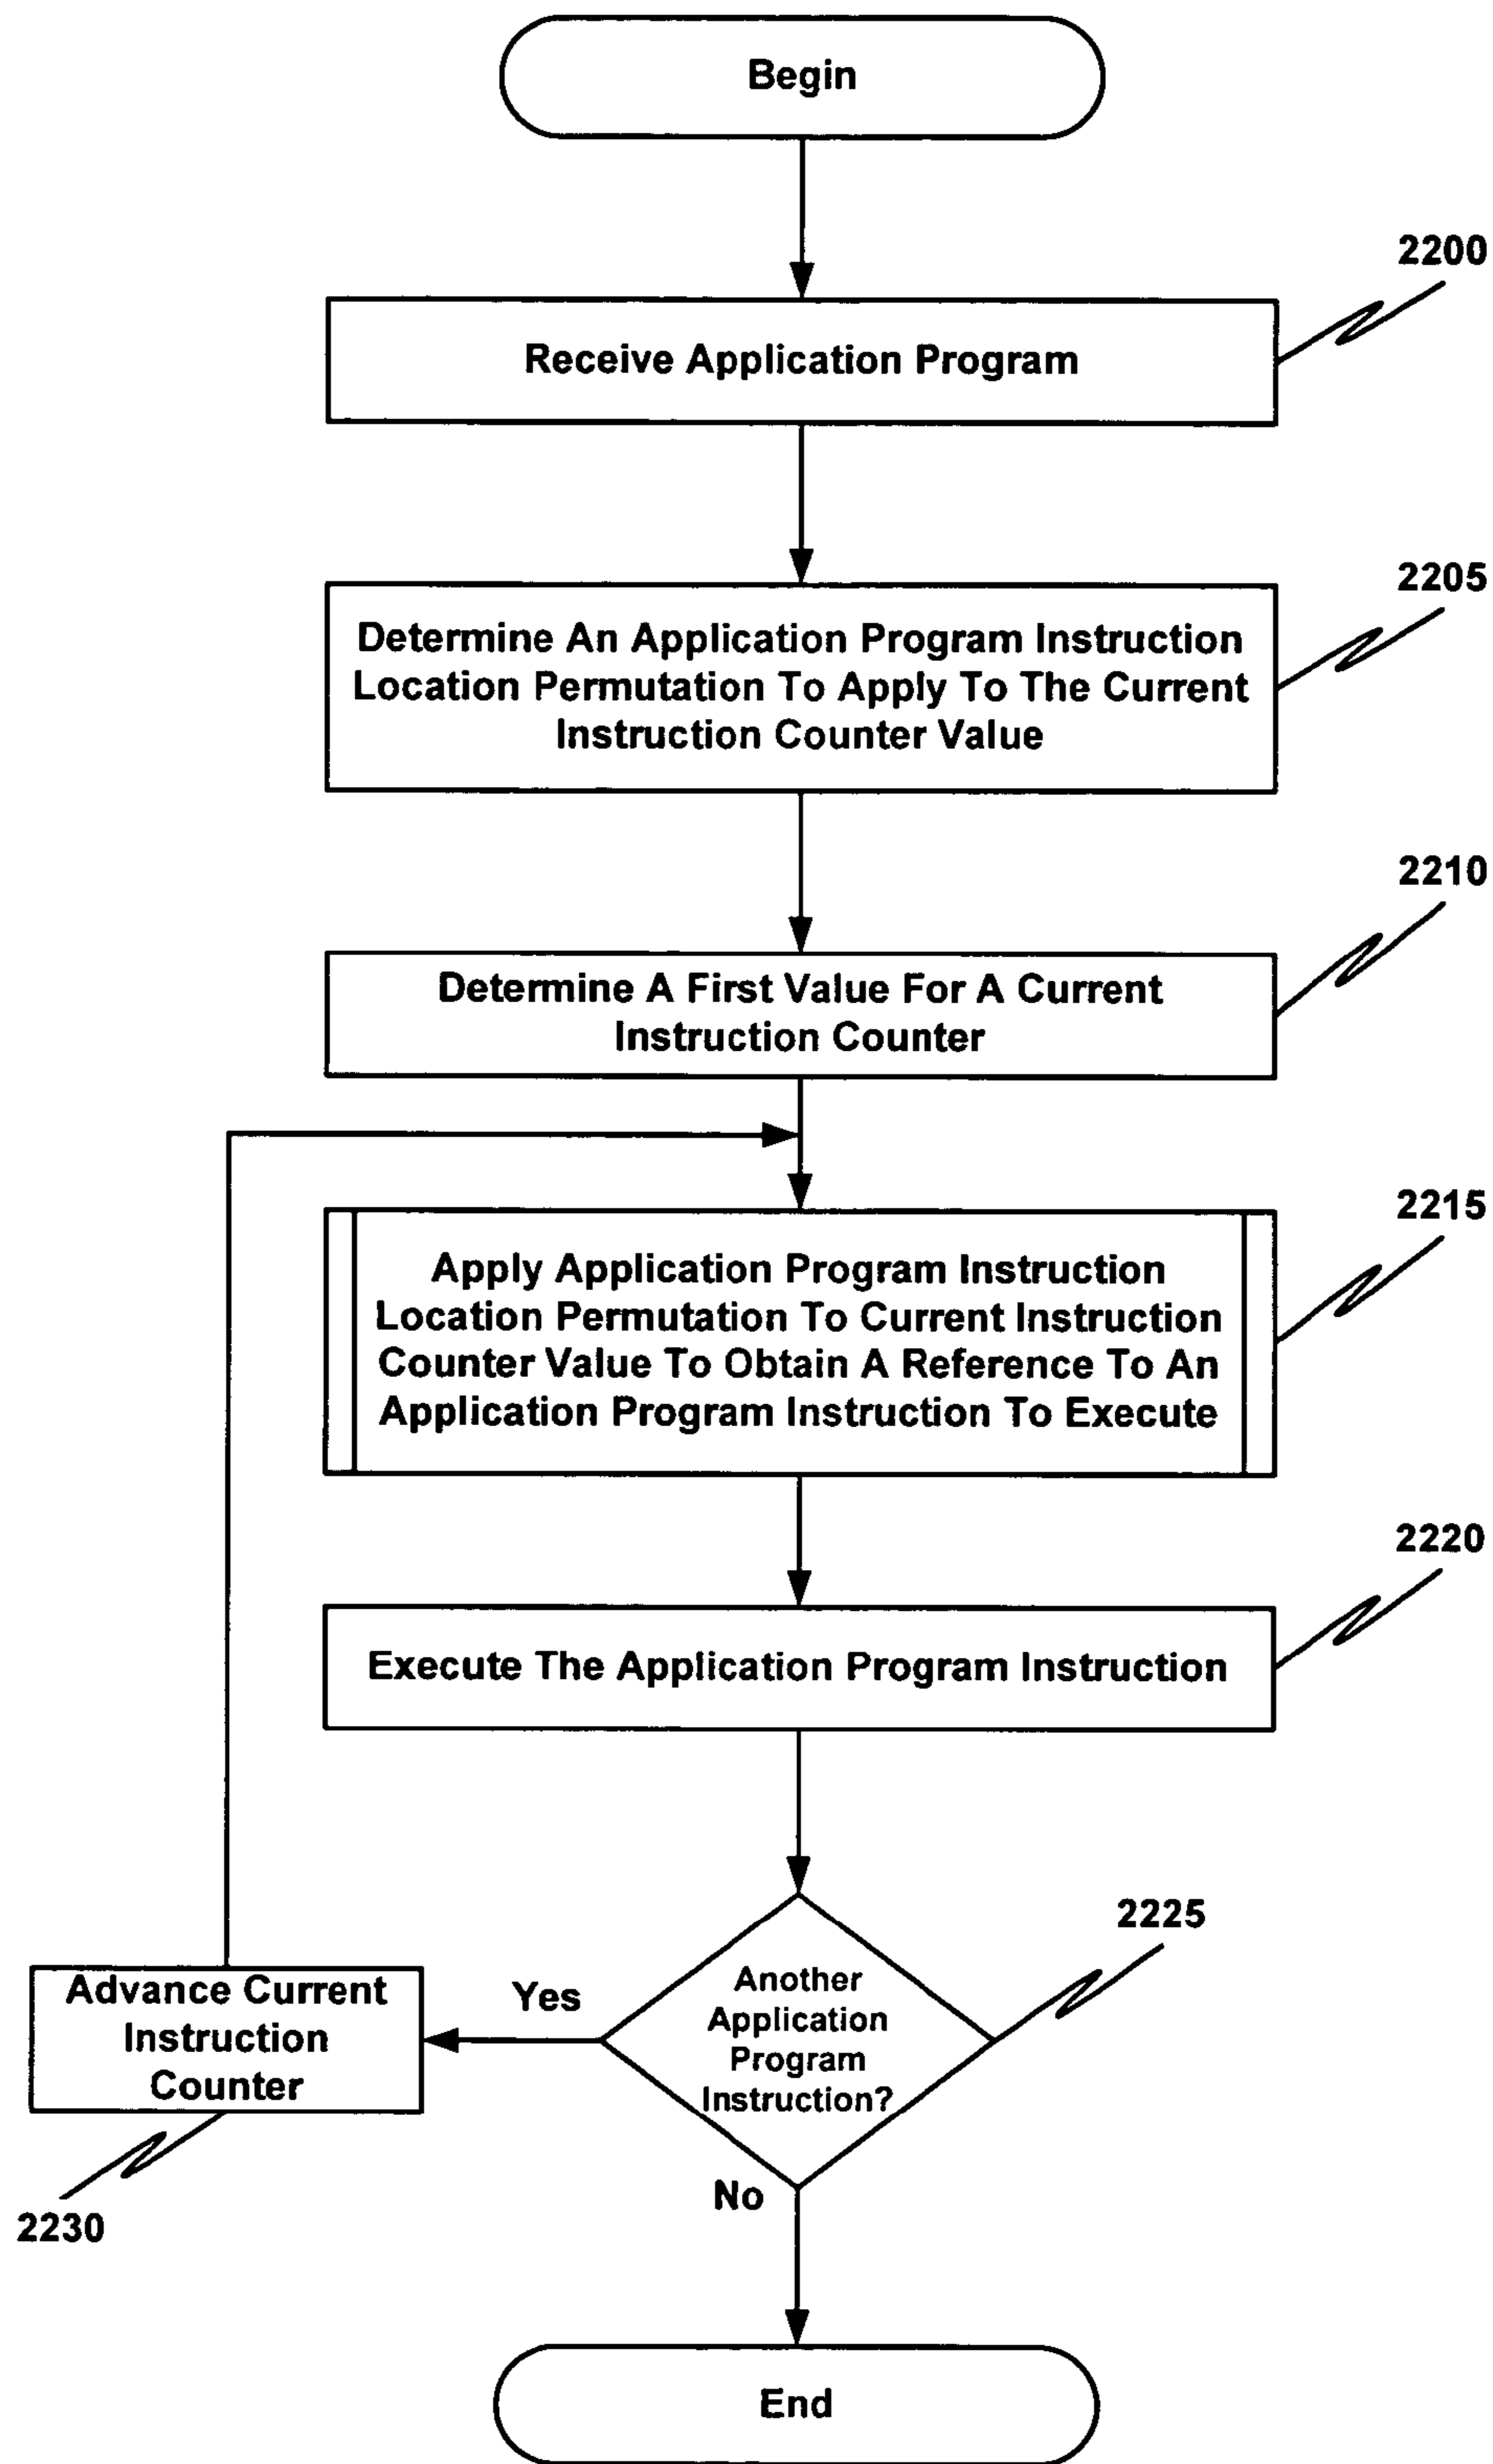 Begin
2200
Receive Application Program
2205
Determine An Application Program Instruction
Location Permutation To Apply To The Current
Instruction Counter Value
2210
Determine A First Value For A Current
Instruction Counter
2215
Apply Application Program Instruction
Location Permutation To Current Instruction
Counter Value To Obtain A Reference To An
Application Program Instruction To Execute
2220
Execute The Application Program Instruction
2225
Another
Application
Program
Instruction?
Yes
Advance Current
Instruction
Counter
2230
No
End